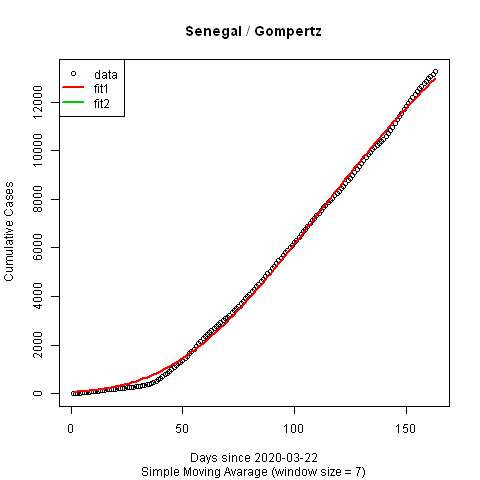 Senegal / Gompertz
data
fit1
fit2
Cumulative Cases
0
2000
4000
6000
8000
10000
12000
0
50
100
150
Days since 2020-03-22
Simple Moving Avarage (window size = 7)